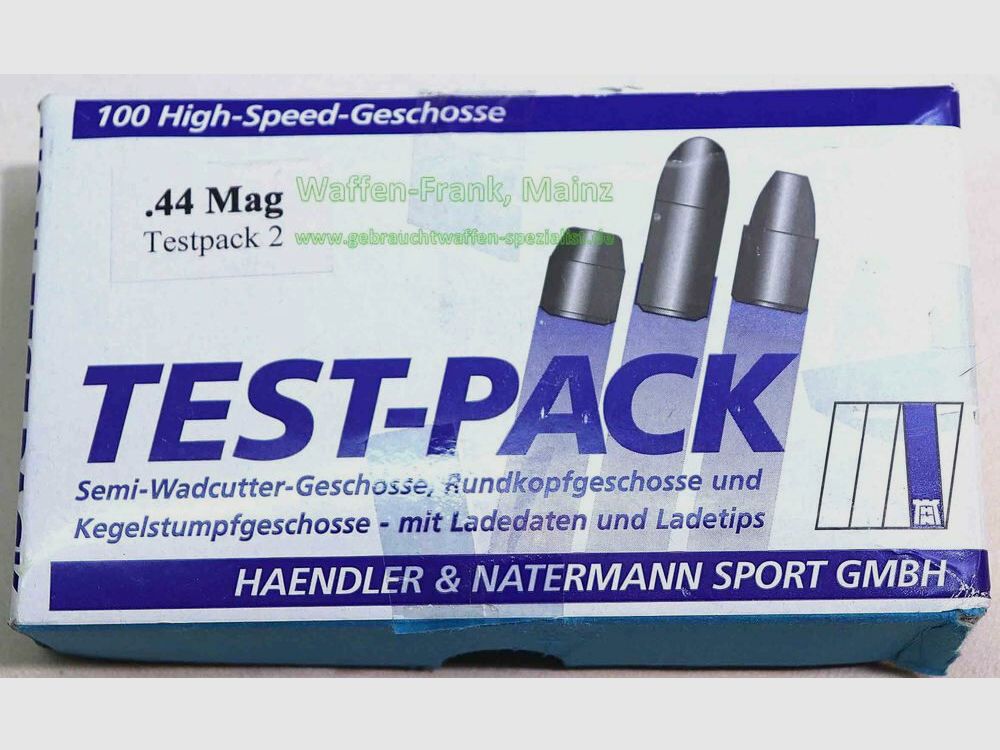 100 High-Speed-Geschosse
.44 Mag
Testpack 2
Waffen-Frank, Mainz
www.gebrauchtwaffen-spezialist.de
TEST-PACK
Semi-Wadcutter-Geschosse, Rundkopfgeschosse und
Kegelstumpfgeschosse - mit Ladedaten und Ladetips
HAENDLER & NATERMANN SPORT GMBH